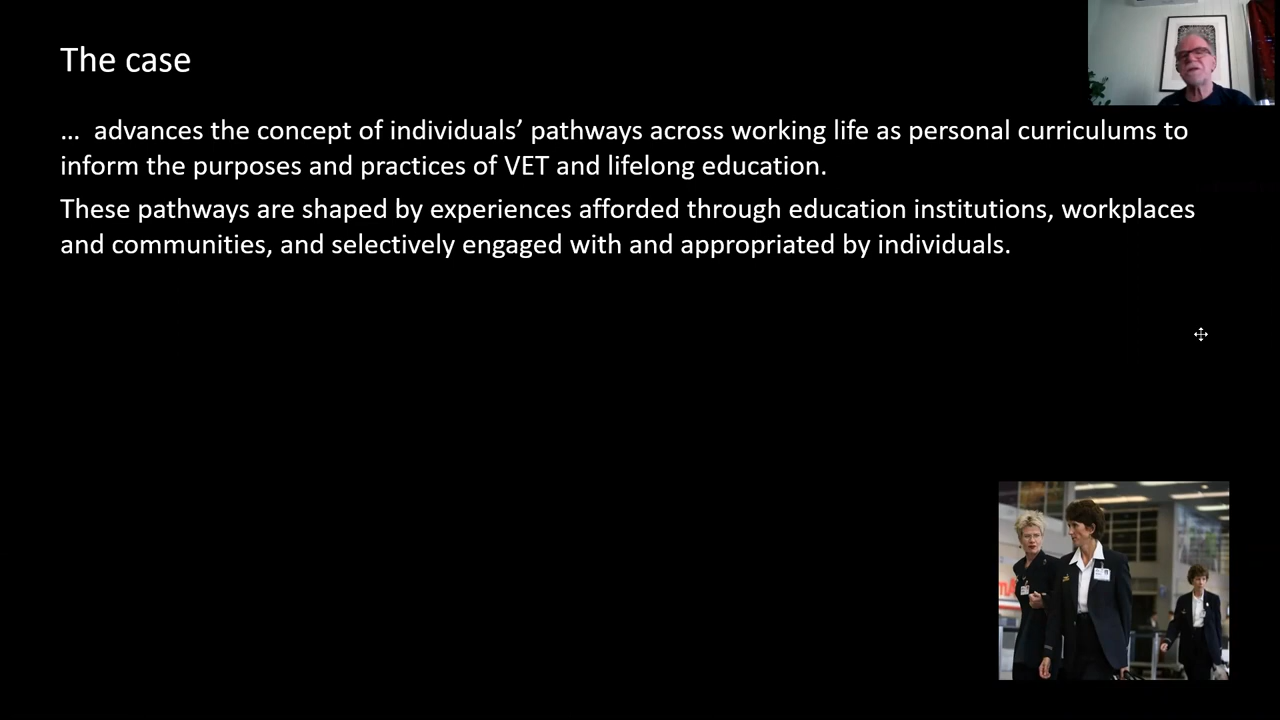 The case
… advances the concept of individuals’ pathways across working life as personal curriculums to
inform the purposes and practices of VET and lifelong education.
These pathways are shaped by experiences afforded through education institutions, workplaces
and communities, and selectively engaged with and appropriated by individuals.